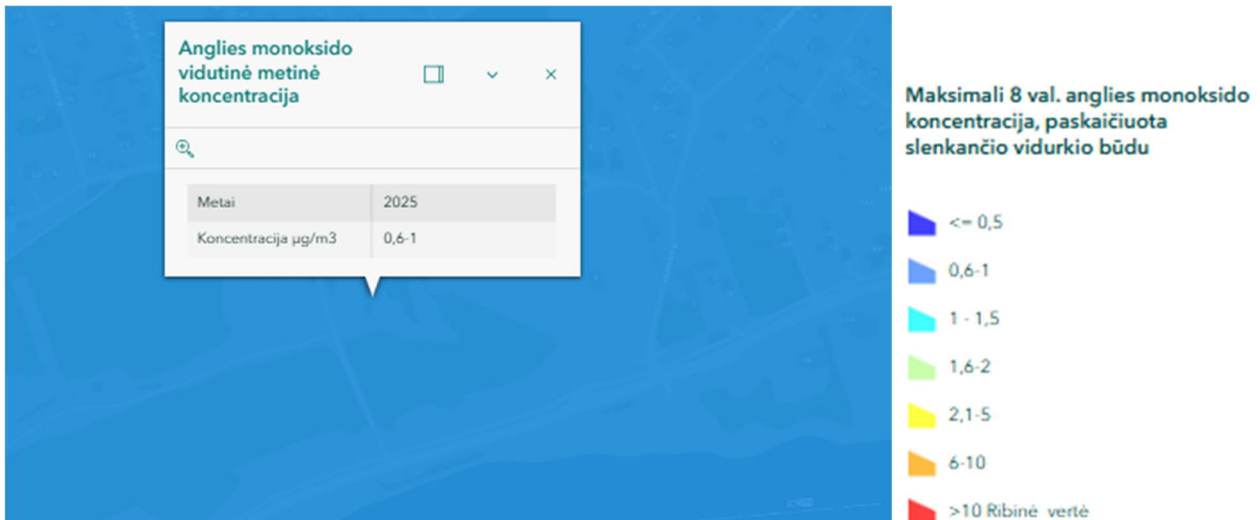 Anglies monoksido
vidutinė metinė
koncentracija
Metai 2025
Koncentracija µg/m3 0,6-1
Maksimali 8 val. anglies monoksido
koncentracija, paskaičiuota
slenkančio vidurkio būdu
<= 0,5
0,6-1
1 - 1,5
1,6-2
2,1-5
6-10
>10 Ribinė vertė